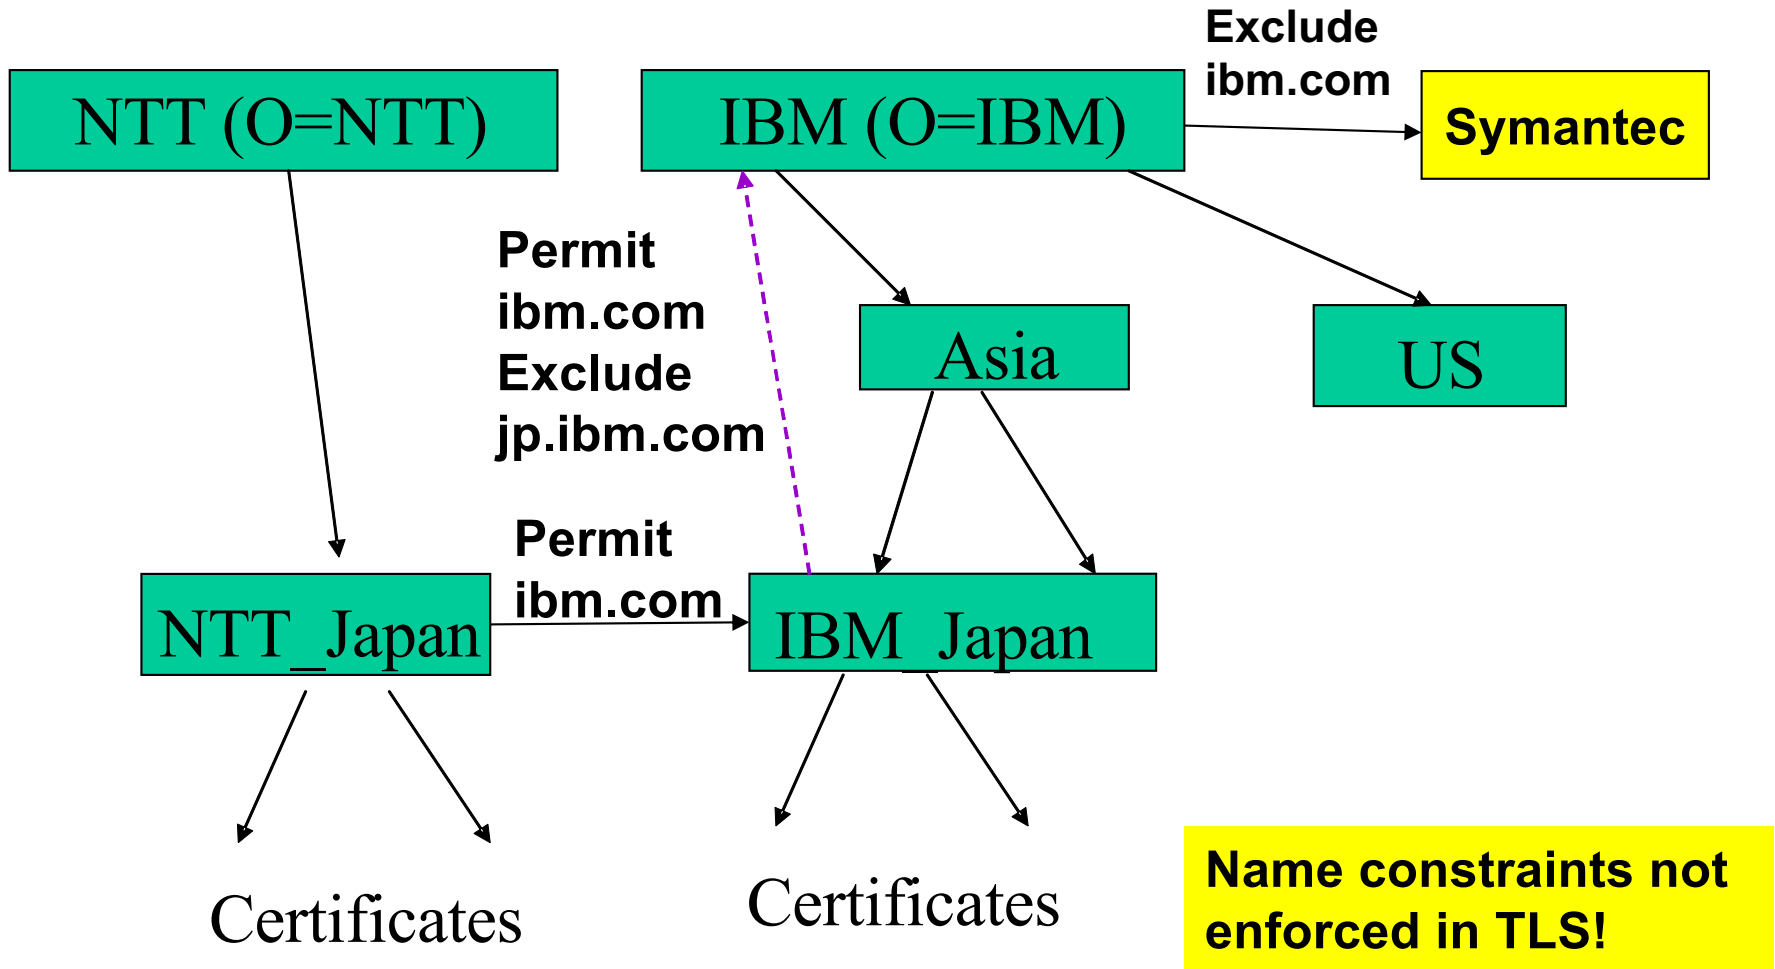 Exclude
ibm.com
NTT (O=NTT)
IBM (O=IBM)
Symantec
Permit
ibm.com
Exclude
jp.ibm.com
Asia
US
Permit
ibm.com
NTT_Japan
IBM_Japan
Certificates
Certificates
Name constraints not
enforced in TLS!